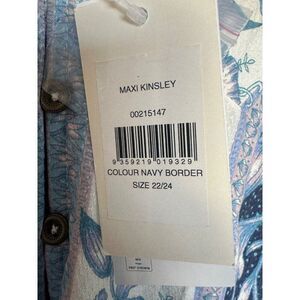 MAXI KINSLEY
00215147
9 359219 019329
COLOUR NAVY BORDER
SIZE 22/24